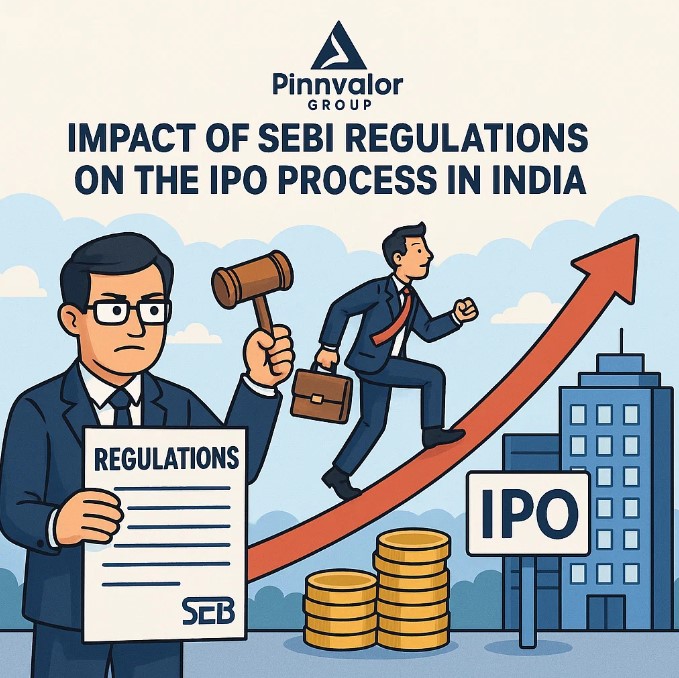 Pinnvalor
GROUP
IMPACT OF SEBI REGULATIONS
ON THE IPO PROCESS IN INDIA
REGULATIONS
SEB
IPO